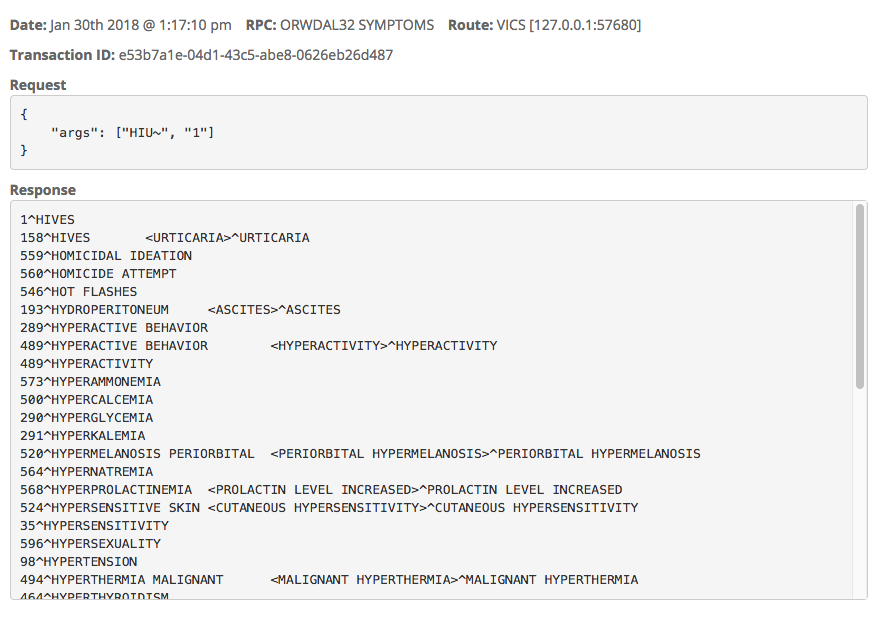 Date: Jan 30th 2018 @ 1:17:10 pm RPC: ORWDAL32 SYMPTOMS Route: VICS [127.0.0.1:57680]
Transaction ID: e53b7a1e-04d1-43c5-abe8-0626eb26d487
Request
{
"args": ["HIU~", "1"]
}
Response
1^HIVES
158^HIVES <URTICARIA>^URTICARIA
559^HOMICIDAL IDEATION
560^HOMICIDE ATTEMPT
546^HOT FLASHES
193^HYDROPERITONEUM <ASCITES>^ASCITES
289^HYPERACTIVE BEHAVIOR
489^HYPERACTIVE BEHAVIOR <HYPERACTIVITY>^HYPERACTIVITY
489^HYPERACTIVITY
573^HYPERAMMONEMIA
500^HYPERCALCEMIA
290^HYPERGLYCEMIA
291^HYPERKALEMIA
520^HYPERMELANOSIS PERIORBITAL <PERIORBITAL HYPERMELANOSIS>^PERIORBITAL HYPERMELANOSIS
564^HYPERNATREMIA
568^HYPERPROLACTINEMIA <PROLACTIN LEVEL INCREASED>^PROLACTIN LEVEL INCREASED
524^HYPERSENSITIVE SKIN <CUTANEOUS HYPERSENSITIVITY>^CUTANEOUS HYPERSENSITIVITY
35^HYPERSENSITIVITY
596^HYPERSEXUALITY
98^HYPERTENSION
494^HYPERTHERMIA MALIGNANT <MALIGNANT HYPERTHERMIA>^MALIGNANT HYPERTHERMIA
464^HYPERTHYROIDISM